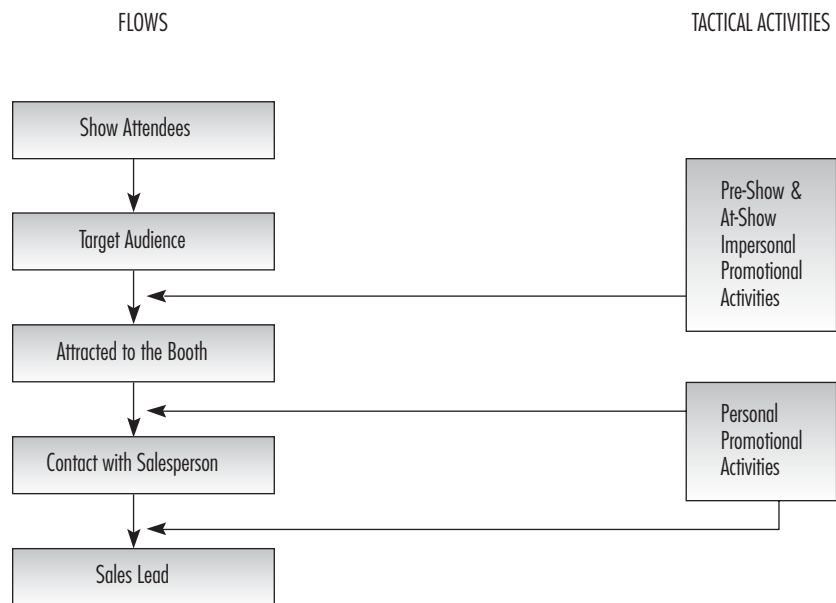 FLOWS
TACTICAL ACTIVITIES
Show Attendees
Target Audience
Pre-Show &
At-Show
Impersonal
Promotional
Activities
Attracted to the Booth
Contact with Salesperson
Personal
Promotional
Activities
Sales Lead